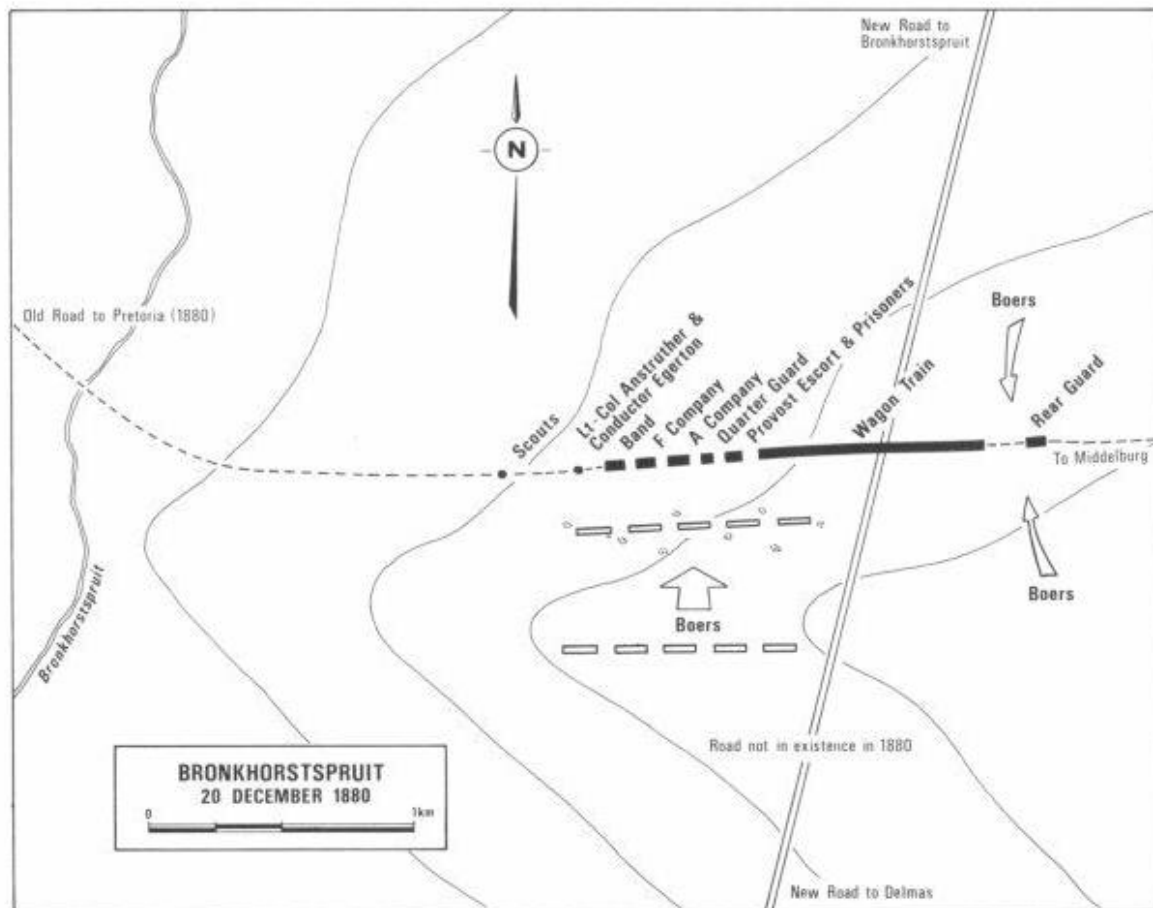 New Road to
Bronkhorstspruit
N
Old Road to Pretoria (1880)
Scouts
Lt-Col Anstruther &
Conductor Egerton
Band
F Company
A Company
Quarter Guard
Provost Escort & Prisoners
Wagon Train
Boers
Rear Guard
To Middelburg
Boers
Boers
Bronkhorstspruit
Road not in existence in 1880
BRONKHORSTSPRUIT
20 DECEMBER 1880
0 1km
New Road to Delmas